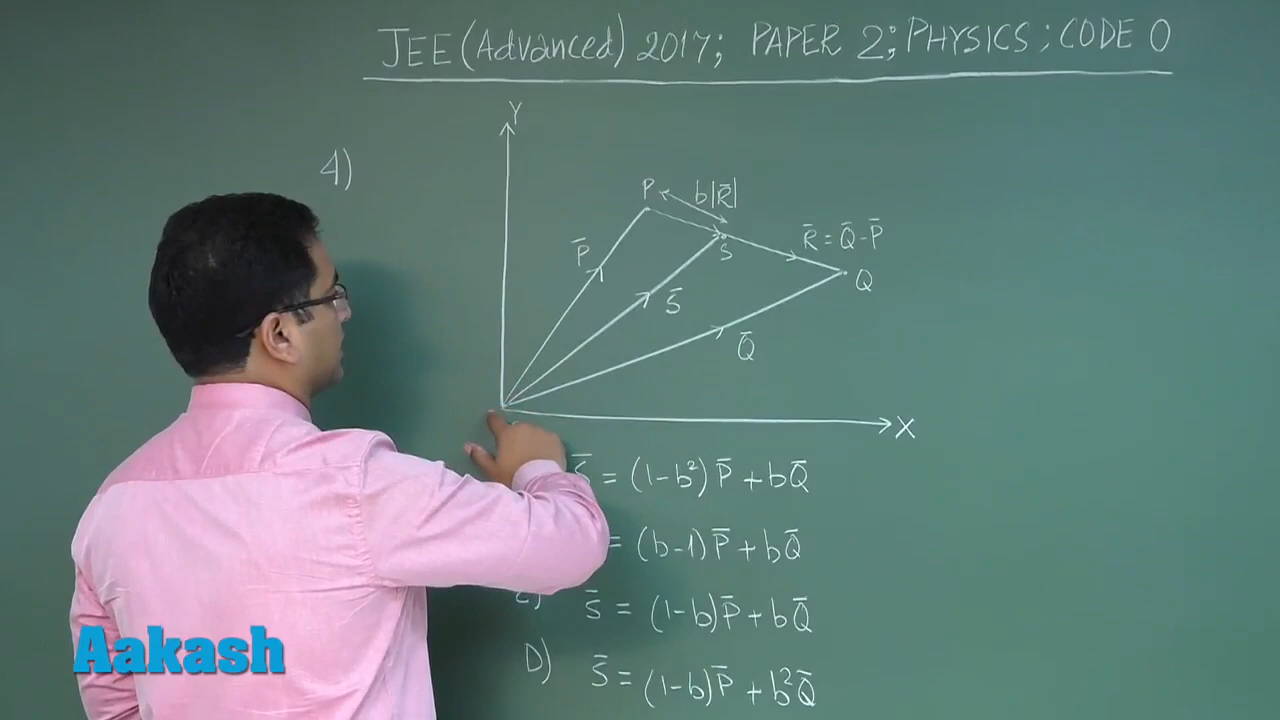 JEE (Advanced) 2017; PAPER 2; PHYSICS; CODE 0
Y
4)
P b|R̄|
P̄ S R̄ = Q̄ - P̄
S̄ Q
Q̄
X
S̄ = (1-b²)P̄ + bQ̄
= (b-1)P̄ + bQ̄
S̄ = (1-b)P̄ + bQ̄
D) S̄ = (1-b)P̄ + b²Q̄
Aakash